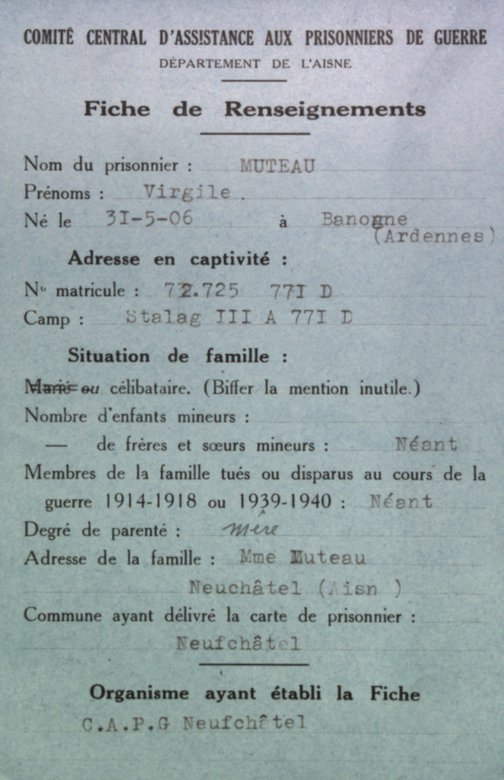 COMITÉ CENTRAL D'ASSISTANCE AUX PRISONNIERS DE GUERRE
DÉPARTEMENT DE L'AISNE
Fiche de Renseignements
Nom du prisonnier : MUTEAU
Prénoms : Virgile.
Né le 3I-5-06 à Banogne
(Ardennes)
Adresse en captivité :
N° matricule : 72.725 77I D
Camp : Stalag III A 77I D
Situation de famille :
Marié ou célibataire. (Biffer la mention inutile.)
Nombre d'enfants mineurs :
— de frères et sœurs mineurs : Néant
Membres de la famille tués ou disparus au cours de la
guerre 1914-1918 ou 1939-1940 : Néant
Degré de parenté : mère
Adresse de la famille : Mme Muteau
Neuchâtel (Aisn )
Commune ayant délivré la carte de prisonnier :
Neufchâtel
Organisme ayant établi la Fiche
C.A.P.G Neufchâtel